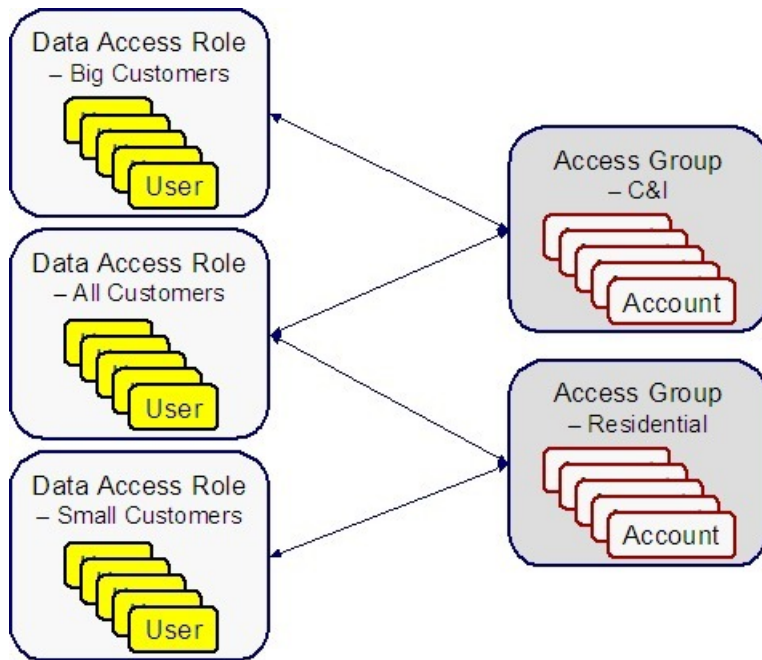 Data Access Role
– Big Customers
User
Data Access Role
– All Customers
User
Data Access Role
– Small Customers
User
Access Group
– C&I
Account
Access Group
– Residential
Account